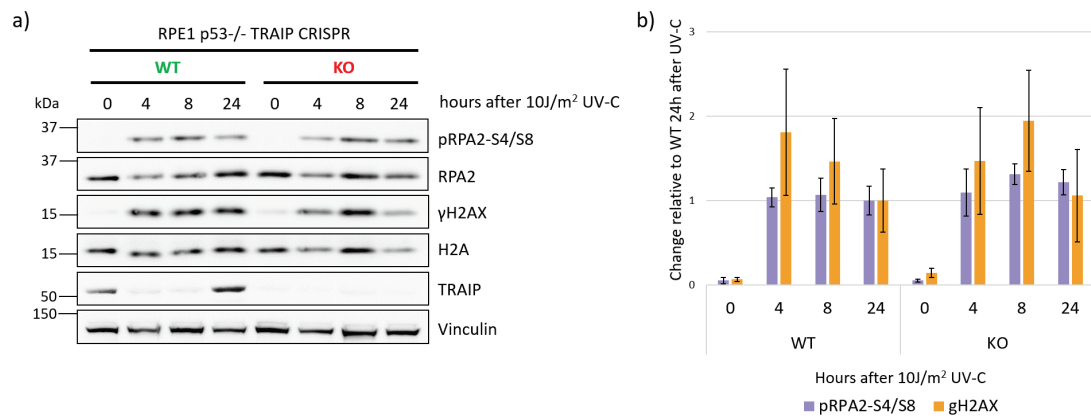 a)
RPE1 p53-/- TRAIP CRISPR
WT KO
kDa 0 4 8 24 0 4 8 24 hours after 10J/m² UV-C
37 pRPA2-S4/S8
37 RPA2
15 γH2AX
15 H2A
50 TRAIP
150 Vinculin
b)
Change relative to WT 24h after UV-C
3
2
1
0
0 4 8 24 0 4 8 24
WT KO
Hours after 10J/m² UV-C
pRPA2-S4/S8 gH2AX